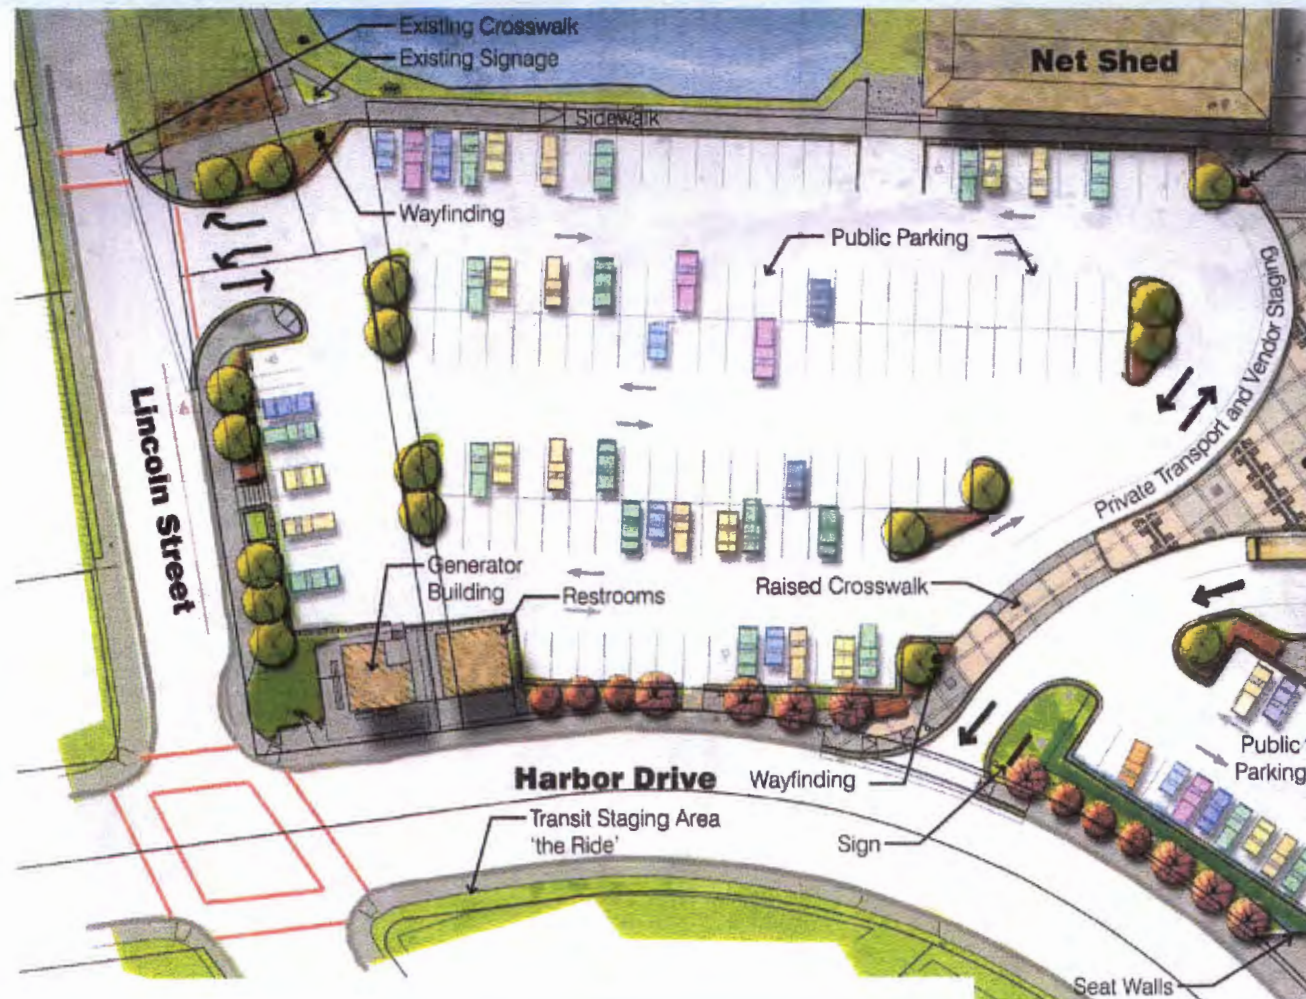 Existing Crosswalk
Existing Signage
Net Shed
Sidewalk
Wayfinding
Public Parking
Private Transport and Vendor Staging
Lincoln Street
Generator
Building
Restrooms
Raised Crosswalk
Public
Parking
Harbor Drive
Wayfinding
Transit Staging Area
'the Ride'
Sign
Seat Walls